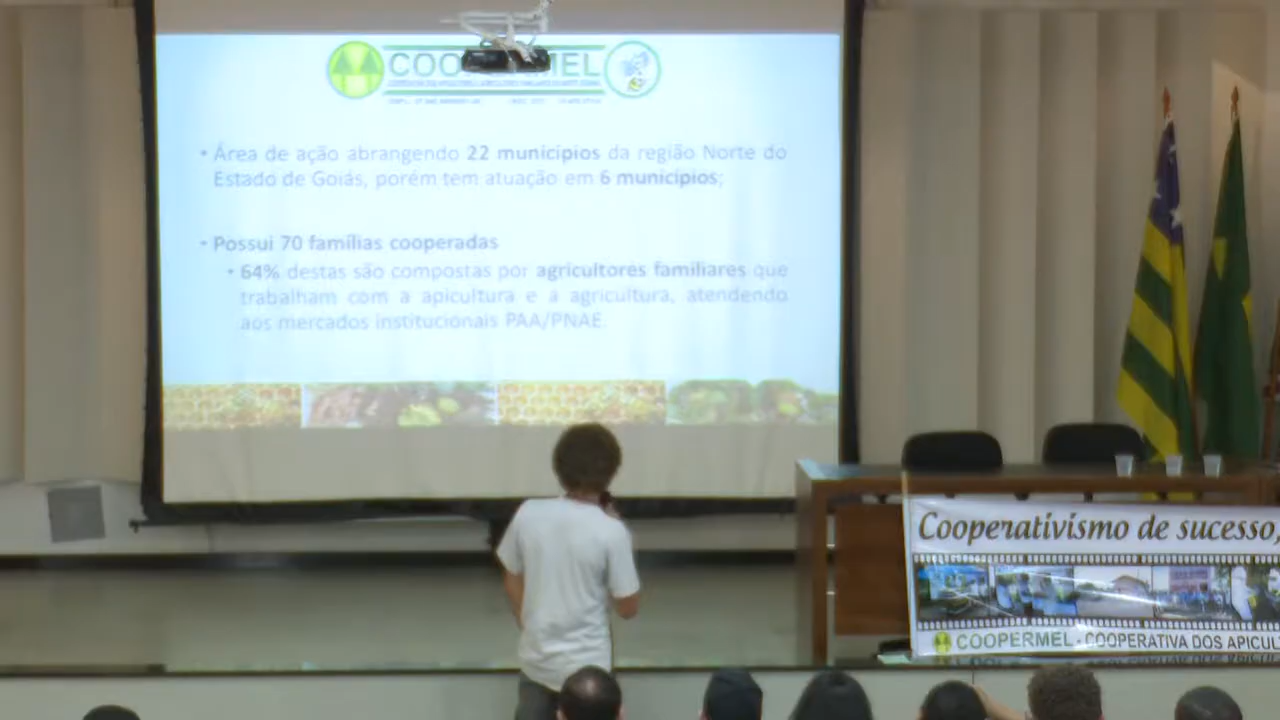 COOPERMEL
• Área de ação abrangendo 22 municípios da região Norte do
Estado de Goiás, porém tem atuação em 6 municípios;
• Possui 70 famílias cooperadas
• 64% destas são compostas por agricultores familiares que
trabalham com a apicultura e a agricultura, atendendo
aos mercados institucionais PAA/PNAE.
Cooperativismo de sucesso,
COOPERMEL - COOPERATIVA DOS APICUL